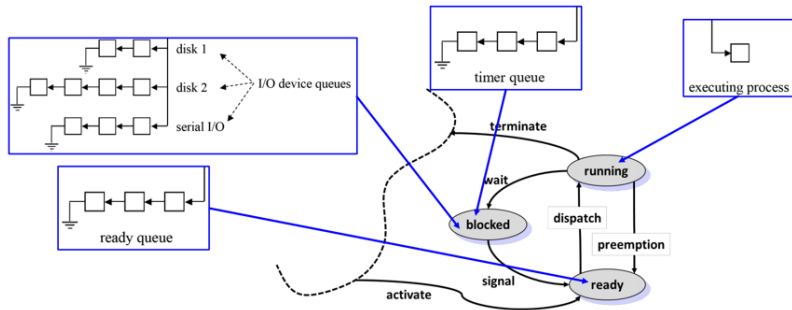 disk 1
disk 2
I/O device queues
serial I/O
timer queue
executing process
ready queue
terminate
running
wait
blocked
dispatch
preemption
signal
ready
activate